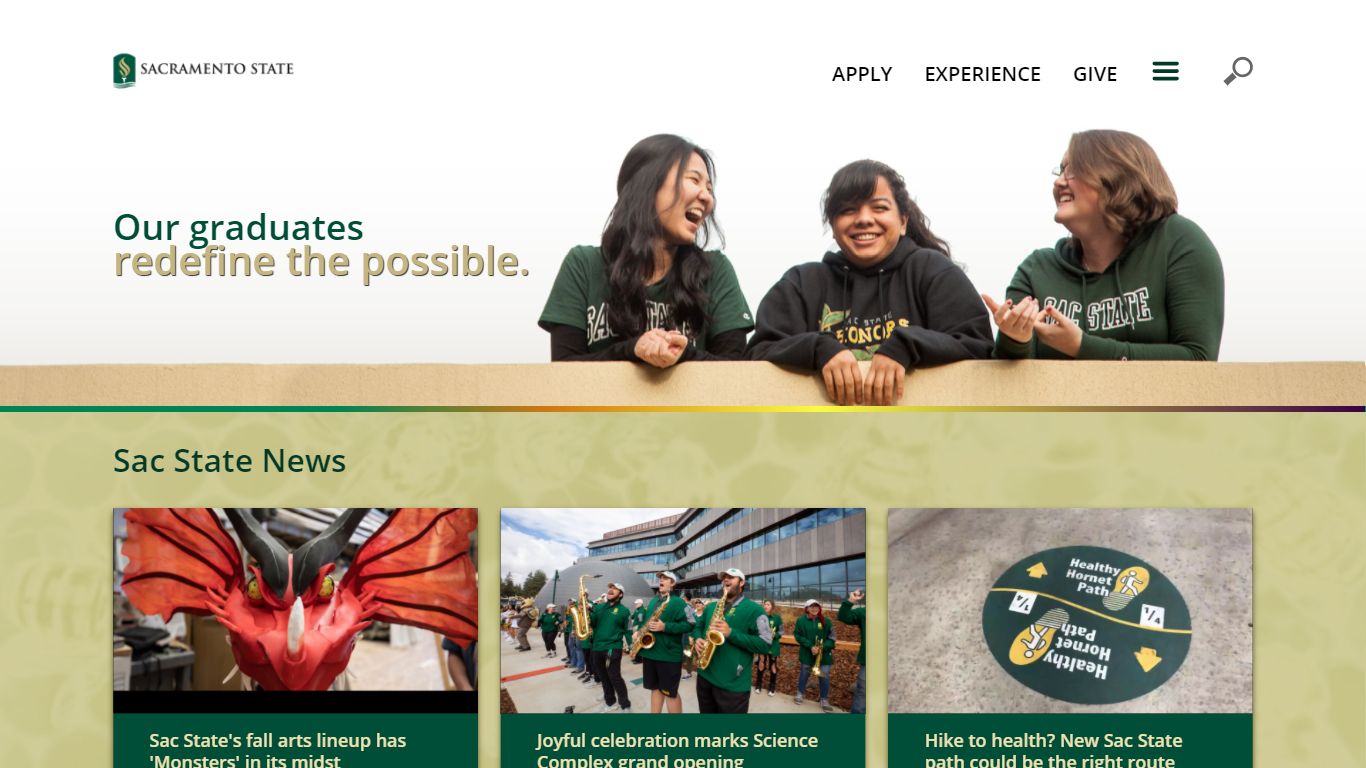 SACRAMENTO STATE
APPLY EXPERIENCE GIVE
Our graduates
redefine the possible.
SAC STATE
HONORS
SAC STATE
Sac State News
Healthy
Hornet
Path
1/4
1/4
Healthy
Hornet
Path
Sac State's fall arts lineup has
'Monsters' in its midst
Joyful celebration marks Science
Complex grand opening
Hike to health? New Sac State
path could be the right route